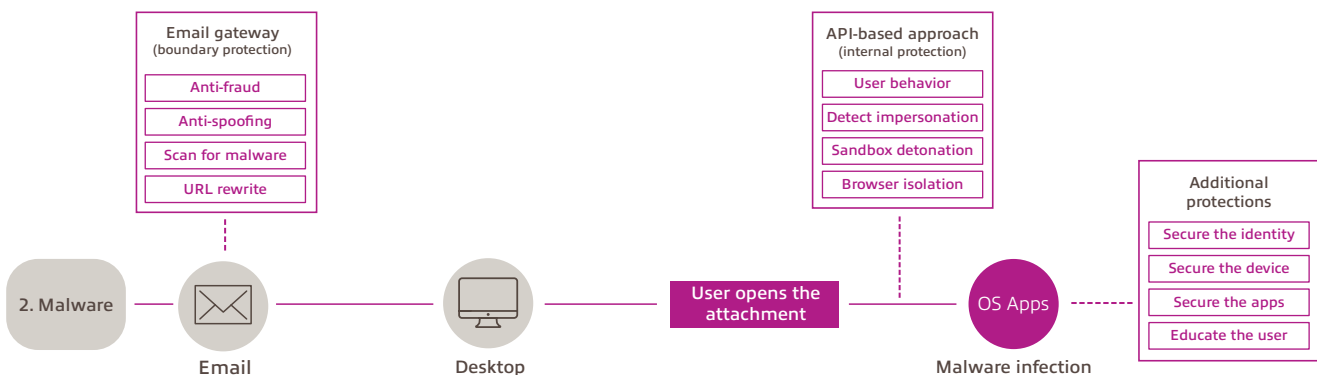 Email gateway
(boundary protection)
Anti-fraud
Anti-spoofing
Scan for malware
URL rewrite
API-based approach
(internal protection)
User behavior
Detect impersonation
Sandbox detonation
Browser isolation
Additional
protections
Secure the identity
Secure the device
Secure the apps
Educate the user
2. Malware
Email
Desktop
User opens the
attachment
OS Apps
Malware infection